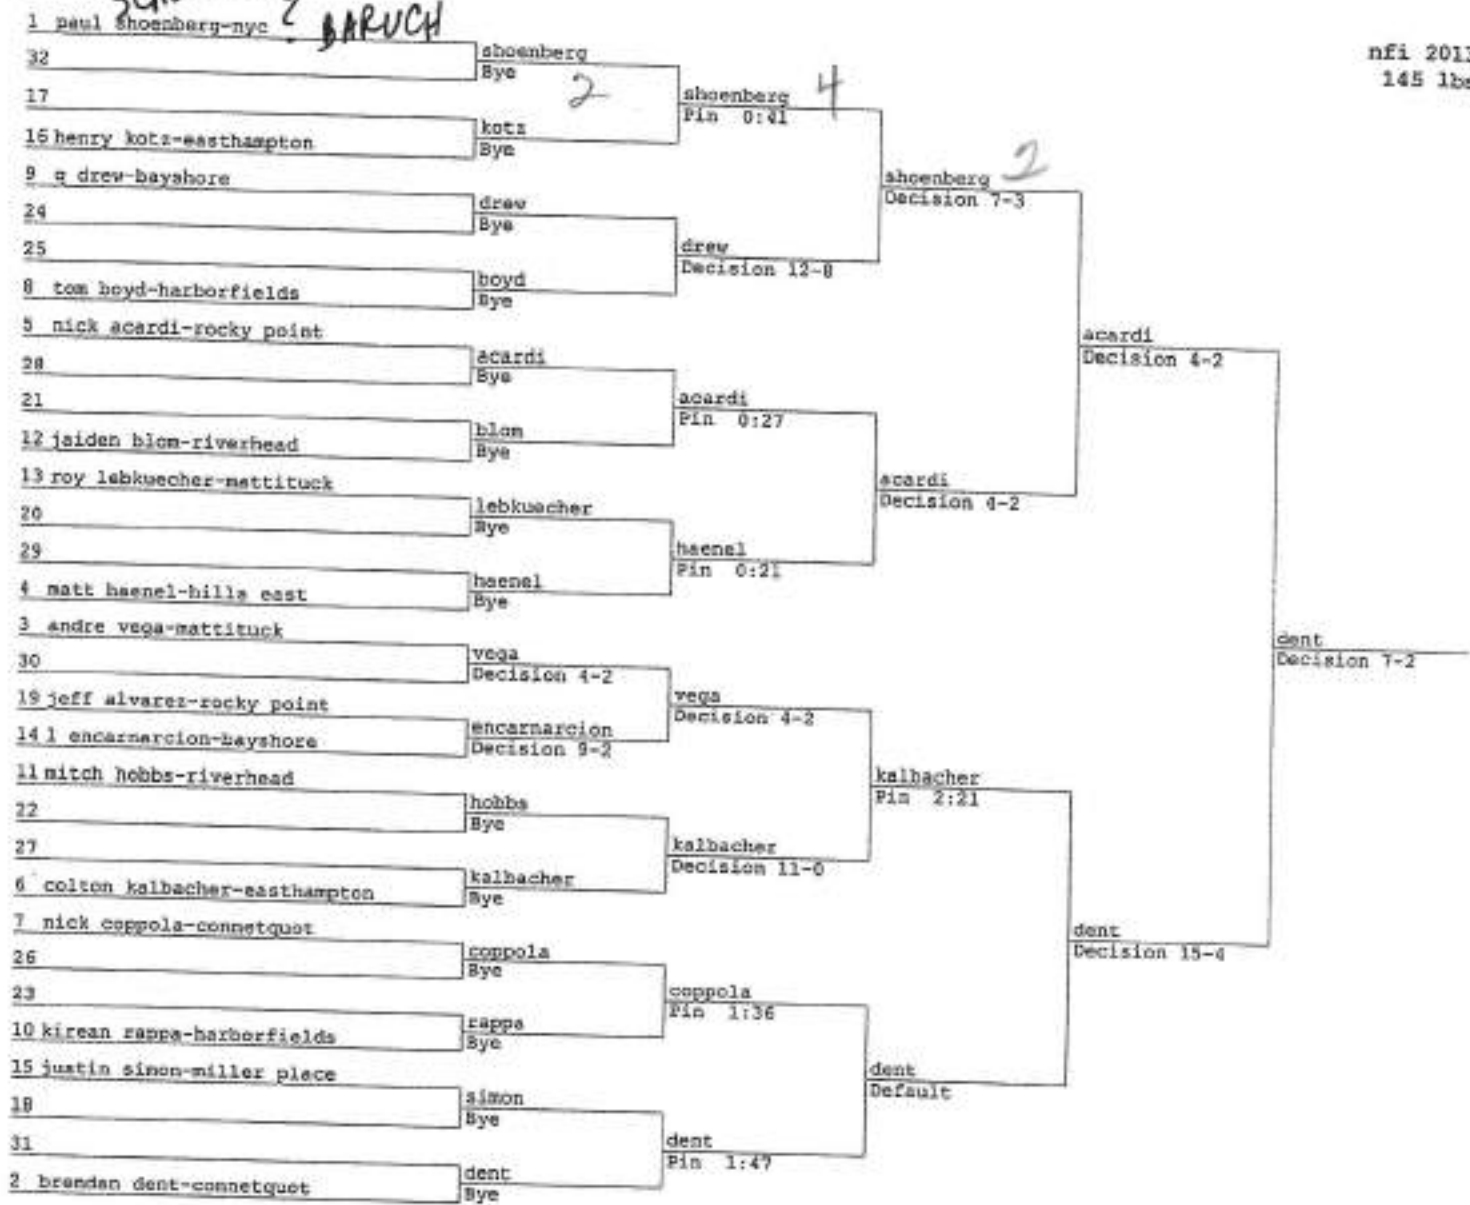 BARUCH
1 paul shoenberg-nyc ?
nfi 2011
145 lbs
32
shoenberg
Bye
2
17
16 henry kotz-easthampton
kotz
Bye
shoenberg 4
Pin 0:41
9 q drew-bayshore
24
drew
Bye
25
8 tom boyd-harborfields
boyd
Bye
drew
Decision 12-8
shoenberg 2
Decision 7-3
5 nick acardi-rocky point
28
acardi
Bye
21
12 jaiden blom-riverhead
blom
Bye
acardi
Pin 0:27
13 roy lebkuecher-mattituck
20
lebkuecher
Bye
29
4 matt haenel-hills east
haenel
Bye
haenel
Pin 0:21
acardi
Decision 4-2
acardi
Decision 4-2
3 andre vega-mattituck
30
vega
Decision 4-2
19 jeff alvarez-rocky point
14 l encarnarcion-bayshore
encarnarcion
Decision 9-2
vega
Decision 4-2
11 mitch hobbs-riverhead
22
hobbs
Bye
27
6 colton kalbacher-easthampton
kalbacher
Bye
kalbacher
Decision 11-0
kalbacher
Pin 2:21
7 nick coppola-connetquot
26
coppola
Bye
23
10 kirean rappa-harborfields
rappa
Bye
coppola
Pin 1:36
15 justin simon-miller place
18
simon
Bye
31
2 brendan dent-connetquot
dent
Bye
dent
Pin 1:47
dent
Default
dent
Decision 15-4
dent
Decision 7-2